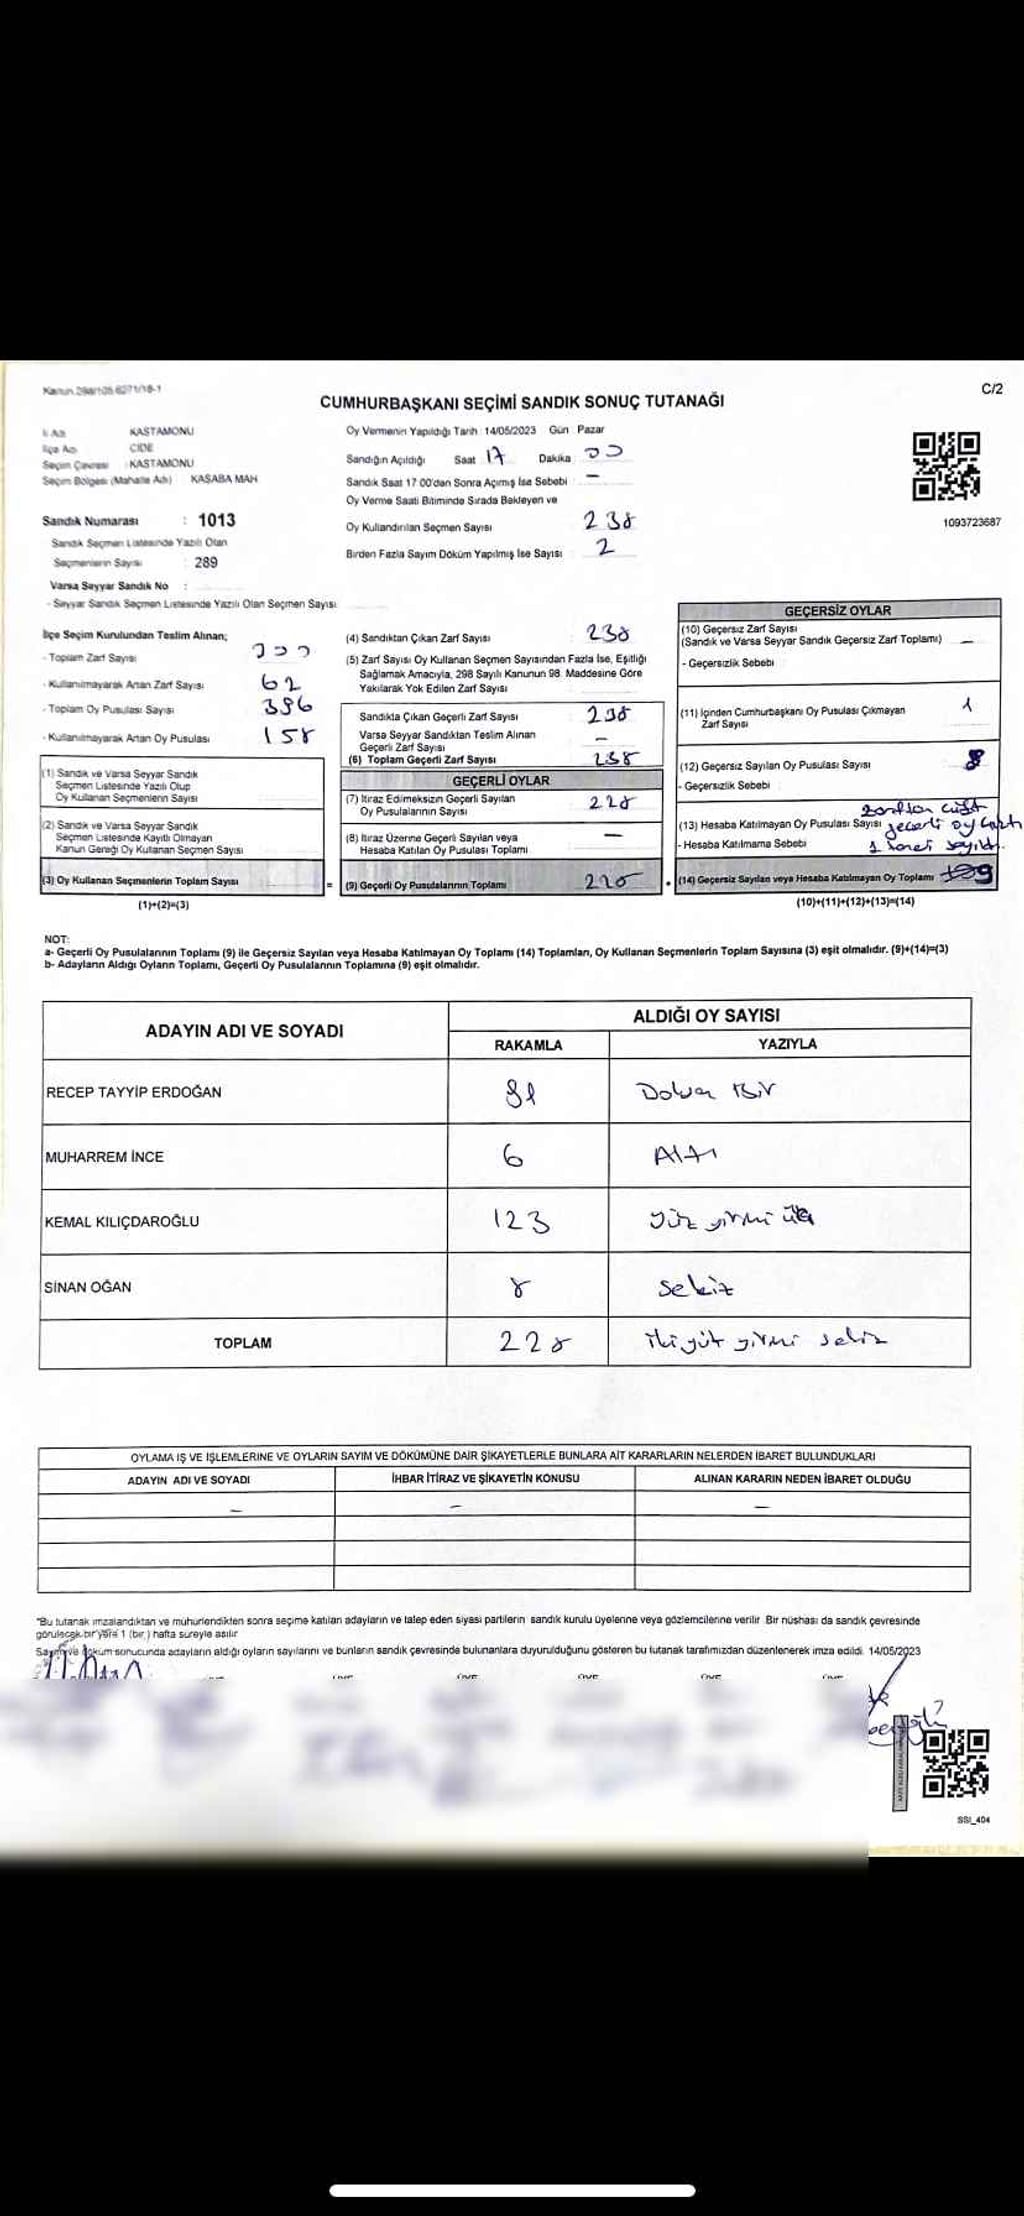 Kanun 298/105 6271/18-1
C/2
CUMHURBAŞKANI SEÇİMİ SANDIK SONUÇ TUTANAĞI
İl Adı KASTAMONU
İlçe Adı CİDE
Seçim Çevresi : KASTAMONU
Seçim Bölgesi (Mahalle Adı) KASABA MAH
Sandık Numarası : 1013
Sandık Seçmen Listesinde Yazılı Olan
Seçmenlerin Sayısı : 289
Varsa Seyyar Sandık No :
- Seyyar Sandık Seçmen Listesinde Yazılı Olan Seçmen Sayısı
Oy Vermenin Yapıldığı Tarih : 14/05/2023 Gün : Pazar
Sandığın Açıldığı Saat 17 Dakika 00
Sandık Saat 17 00'dan Sonra Açımış İse Sebebi : —
Oy Verme Saati Bitiminde Sırada Bekleyen ve
Oy Kullandırılan Seçmen Sayısı 238
Birden Fazla Sayım Döküm Yapılmış İse Sayısı 2
1093723687
İlçe Seçim Kurulundan Teslim Alınan;
- Toplam Zarf Sayısı
- Kullanılmayarak Artan Zarf Sayısı 62
- Toplam Oy Pusulası Sayısı 396
- Kullanılmayarak Artan Oy Pusulası 158
(1) Sandık ve Varsa Seyyar Sandık
Seçmen Listesinde Yazılı Olup
Oy Kullanan Seçmenlerin Sayısı
(2) Sandık ve Varsa Seyyar Sandık
Seçmen Listesinde Kayıtlı Olmayan
Kanun Gereği Oy Kullanan Seçmen Sayısı
(3) Oy Kullanan Seçmenlerin Toplam Sayısı
(1)+(2)=(3)
(4) Sandıktan Çıkan Zarf Sayısı 238
(5) Zarf Sayısı Oy Kullanan Seçmen Sayısından Fazla İse, Eşitliği
Sağlamak Amacıyla, 298 Sayılı Kanunun 98. Maddesine Göre
Yakılarak Yok Edilen Zarf Sayısı
Sandıkta Çıkan Geçerli Zarf Sayısı 238
Varsa Seyyar Sandıktan Teslim Alınan
Geçerli Zarf Sayısı —
(6) Toplam Geçerli Zarf Sayısı 238
GEÇERLİ OYLAR
(7) İtiraz Edilmeksizin Geçerli Sayılan
Oy Pusulalarının Sayısı 228
(8) İtiraz Üzerine Geçerli Sayılan veya
Hesaba Katılan Oy Pusulası Toplamı —
= (9) Geçerli Oy Pusulalarının Toplamı 228
GEÇERSİZ OYLAR
(10) Geçersiz Zarf Sayısı
(Sandık ve Varsa Seyyar Sandık Geçersiz Zarf Toplamı) —
- Geçersizlik Sebebi
(11) İçinden Cumhurbaşkanı Oy Pusulası Çıkmayan
Zarf Sayısı 1
(12) Geçersiz Sayılan Oy Pusulası Sayısı 8
- Geçersizlik Sebebi
zarftan çift
(13) Hesaba Katılmayan Oy Pusulası Sayısı geçerli oy çıktı
- Hesaba Katılmama Sebebi 1 tanesi sayıldı.
+ (14) Geçersiz Sayılan veya Hesaba Katılmayan Oy Toplamı 9
(10)+(11)+(12)+(13)=(14)
NOT:
a- Geçerli Oy Pusulalarının Toplamı (9) ile Geçersiz Sayılan veya Hesaba Katılmayan Oy Toplamı (14) Toplamları, Oy Kullanan Seçmenlerin Toplam Sayısına (3) eşit olmalıdır. (9)+(14)=(3)
b- Adayların Aldığı Oyların Toplamı, Geçerli Oy Pusulalarının Toplamına (9) eşit olmalıdır.
ADAYIN ADI VE SOYADI
ALDIĞI OY SAYISI
RAKAMLA YAZIYLA
RECEP TAYYİP ERDOĞAN 91 Doksan Bir
MUHARREM İNCE 6 Altı
KEMAL KILIÇDAROĞLU 123 yüz yirmi üç
SİNAN OĞAN 8 sekiz
TOPLAM 228 ikiyüz yirmi sekiz
OYLAMA İŞ VE İŞLEMLERİNE VE OYLARIN SAYIM VE DÖKÜMÜNE DAİR ŞİKAYETLERLE BUNLARA AİT KARARLARIN NELERDEN İBARET BULUNDUKLARI
ADAYIN ADI VE SOYADI İHBAR İTİRAZ VE ŞİKAYETİN KONUSU ALINAN KARARIN NEDEN İBARET OLDUĞU
— — —
"Bu tutanak imzalandıktan ve mühürlendikten sonra seçime katılan adayların ve talep eden siyasi partilerin sandık kurulu üyelerine veya gözlemcilerine verilir. Bir nüshası da sandık çevresinde
görülecek bir yere 1 (bir) hafta süreyle asılır
Sayım ve döküm sonucunda adayların aldığı oyların sayılarını ve bunların sandık çevresinde bulunanlara duyurulduğunu gösteren bu tutanak tarafımızdan düzenlenerek imza edildi. 14/05/2023
SSI_404